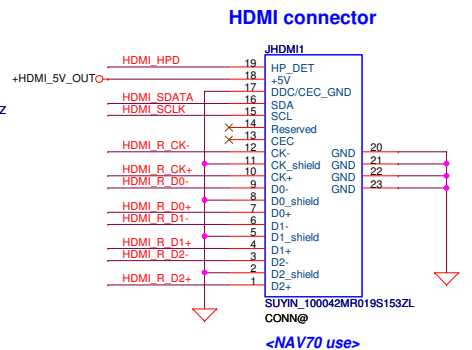 HDMI connector
JHDMI1
HDMI_HPD 19 HP_DET
+HDMI_5V_OUT 18 +5V
17 DDC/CEC_GND
HDMI_SDATA 16 SDA
Z HDMI_SCLK 15 SCL
14 Reserved
13 CEC
HDMI_R_CK- 12 CK- GND 20
11 CK_shield GND 21
HDMI_R_CK+ 10 CK+ GND 22
HDMI_R_D0- 9 D0- GND 23
8 D0_shield
HDMI_R_D0+ 7 D0+
HDMI_R_D1- 6 D1-
5 D1_shield
HDMI_R_D1+ 4 D1+
HDMI_R_D2- 3 D2-
2 D2_shield
HDMI_R_D2+ 1 D2+
SUYIN_100042MR019S153ZL
CONN@
<NAV70 use>